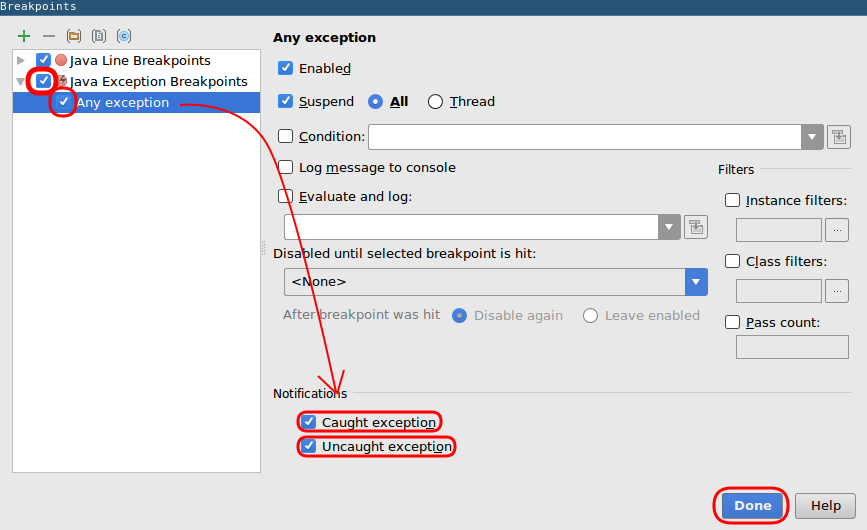 Breakpoints
Java Line Breakpoints
Java Exception Breakpoints
Any exception
Any exception
Enabled
Suspend All Thread
Condition:
Log message to console
Evaluate and log:
Disabled until selected breakpoint is hit:
<None>
After breakpoint was hit Disable again Leave enabled
Filters
Instance filters:
...
Class filters:
...
Pass count:
Notifications
Caught exception
Uncaught exception
Done Help